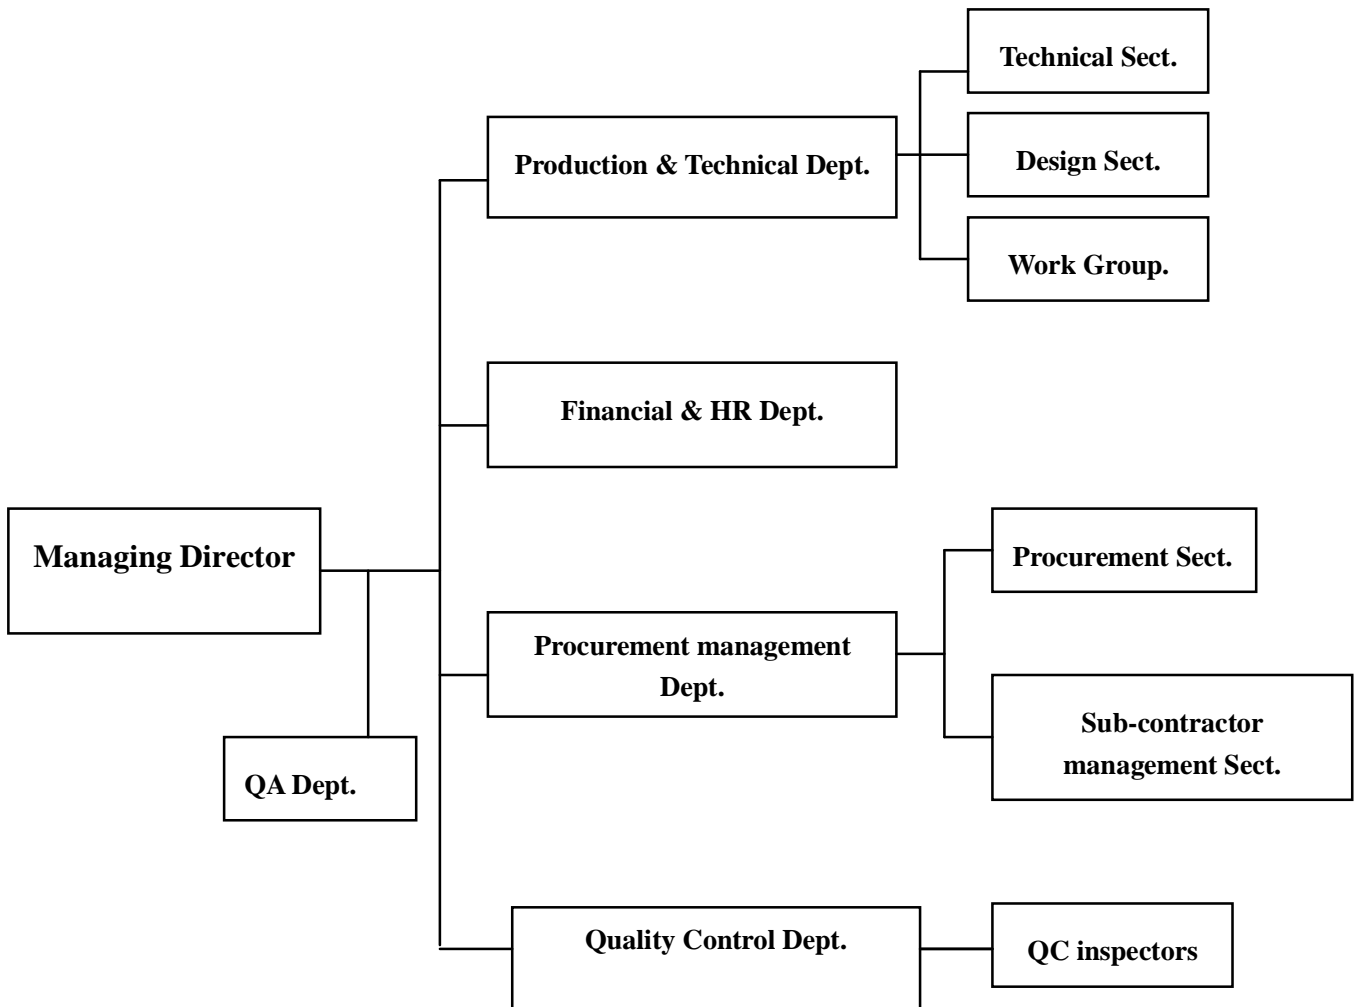 Technical Sect.
Production & Technical Dept.
Design Sect.
Work Group.
Financial & HR Dept.
Managing Director
Procurement Sect.
Procurement management
Dept.
Sub-contractor
management Sect.
QA Dept.
Quality Control Dept.
QC inspectors